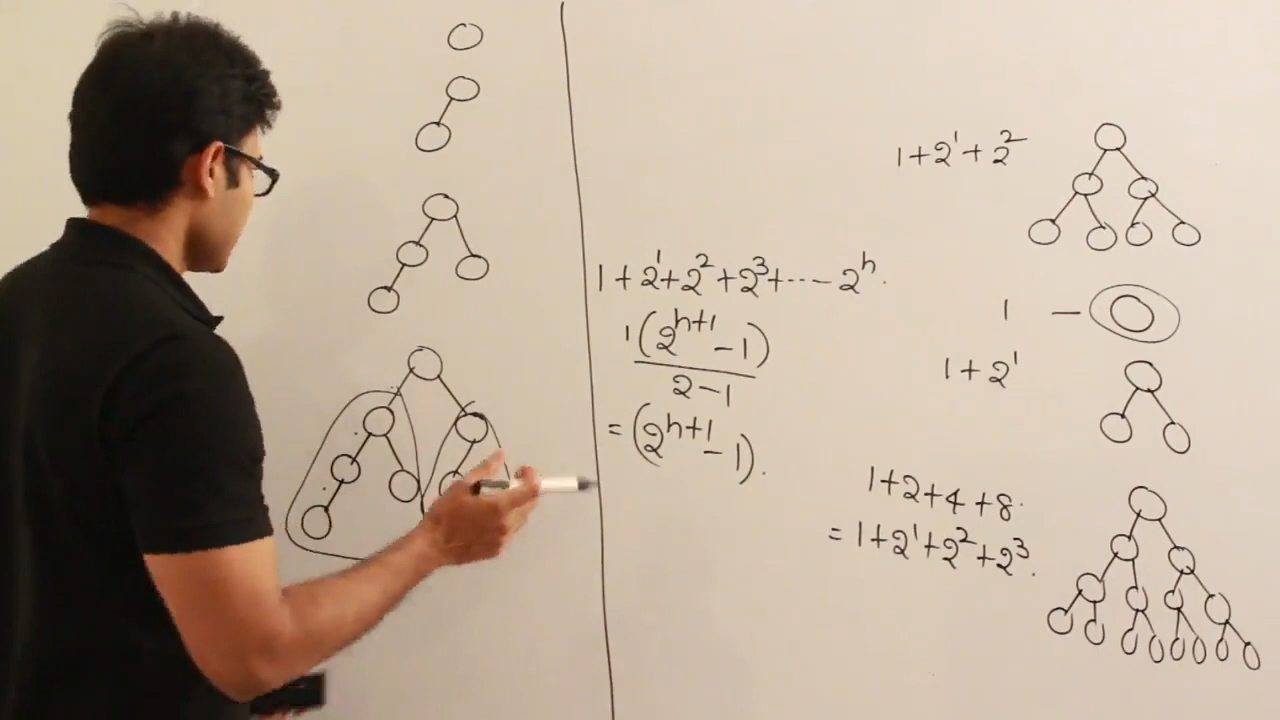 1+2¹+2²
1+2¹+2²+2³+---- 2ʰ.
1(2ʰ⁺¹-1)
2-1
=(2ʰ⁺¹-1).
1 —
1+2¹
1+2+4+8.
=1+2¹+2²+2³.